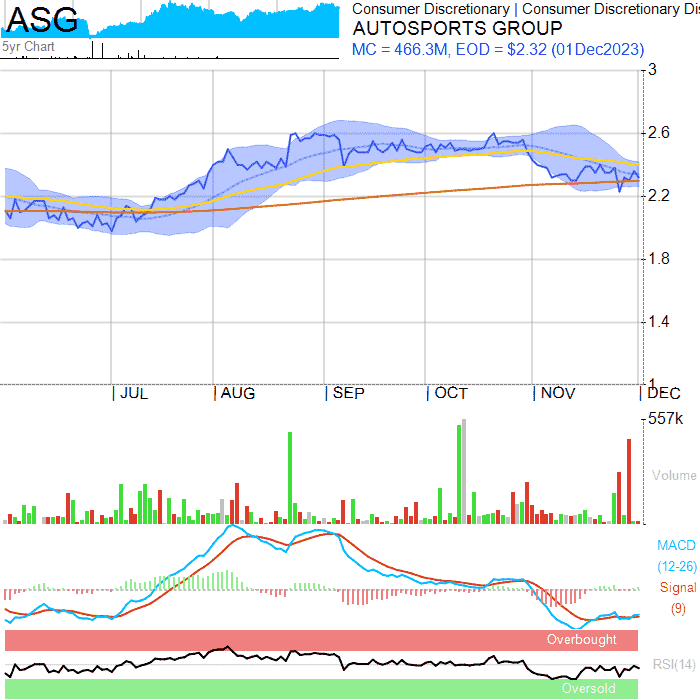 ASG
5yr Chart
Consumer Discretionary | Consumer Discretionary Dis
AUTOSPORTS GROUP
MC = 466.3M, EOD = $2.32 (01Dec2023)
3
2.6
2.2
1.8
1.4
1
JUL AUG SEP OCT NOV DEC
557k
Volume
MACD
(12-26)
Signal
(9)
Overbought
RSI(14)
Oversold